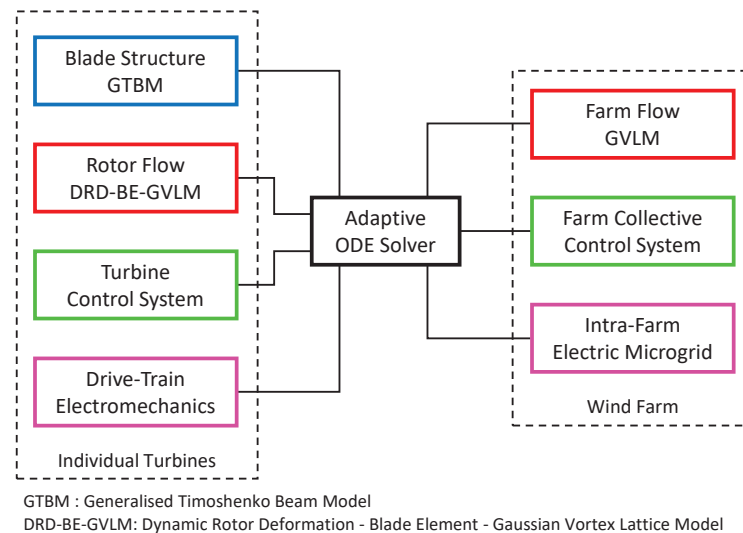 Blade Structure
GTBM
Rotor Flow
DRD-BE-GVLM
Turbine
Control System
Drive-Train
Electromechanics
Individual Turbines
Adaptive
ODE Solver
Farm Flow
GVLM
Farm Collective
Control System
Intra-Farm
Electric Microgrid
Wind Farm
GTBM : Generalised Timoshenko Beam Model
DRD-BE-GVLM: Dynamic Rotor Deformation - Blade Element - Gaussian Vortex Lattice Model